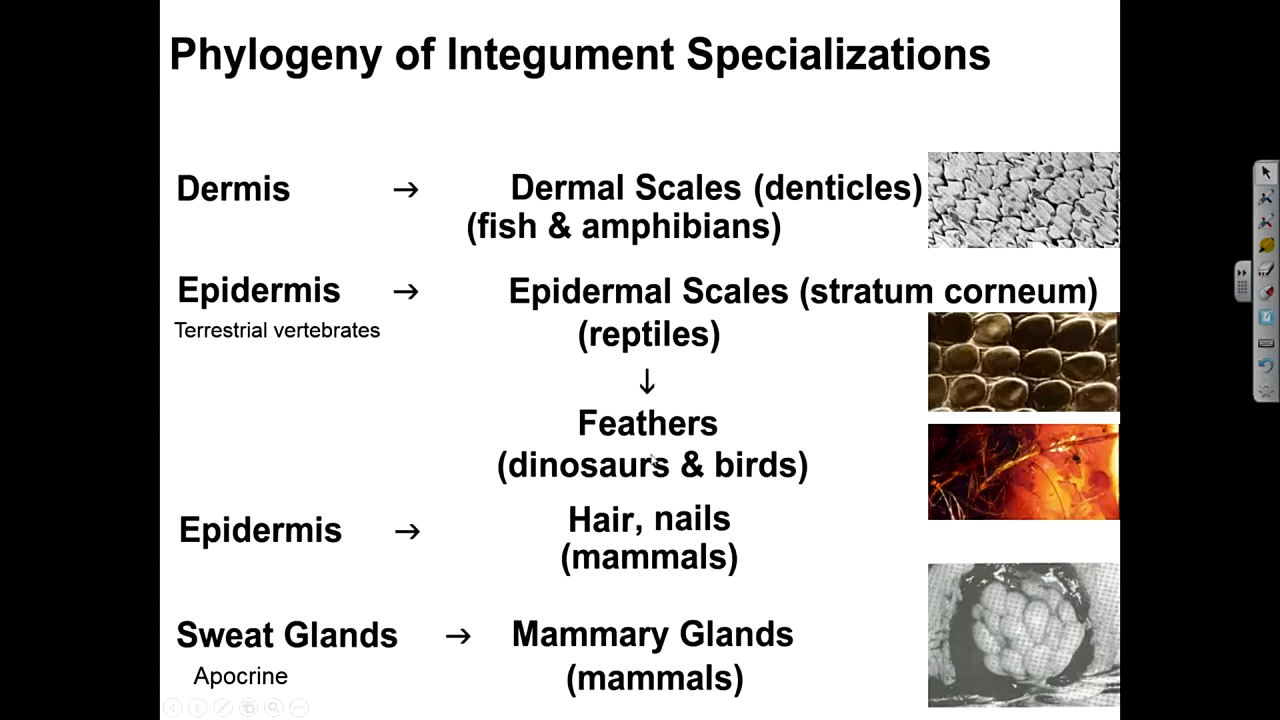 Phylogeny of Integument Specializations
Dermis → Dermal Scales (denticles)
(fish & amphibians)
Epidermis → Epidermal Scales (stratum corneum)
Terrestrial vertebrates (reptiles)
↓
Feathers
(dinosaurs & birds)
Epidermis → Hair, nails
(mammals)
Sweat Glands → Mammary Glands
Apocrine (mammals)